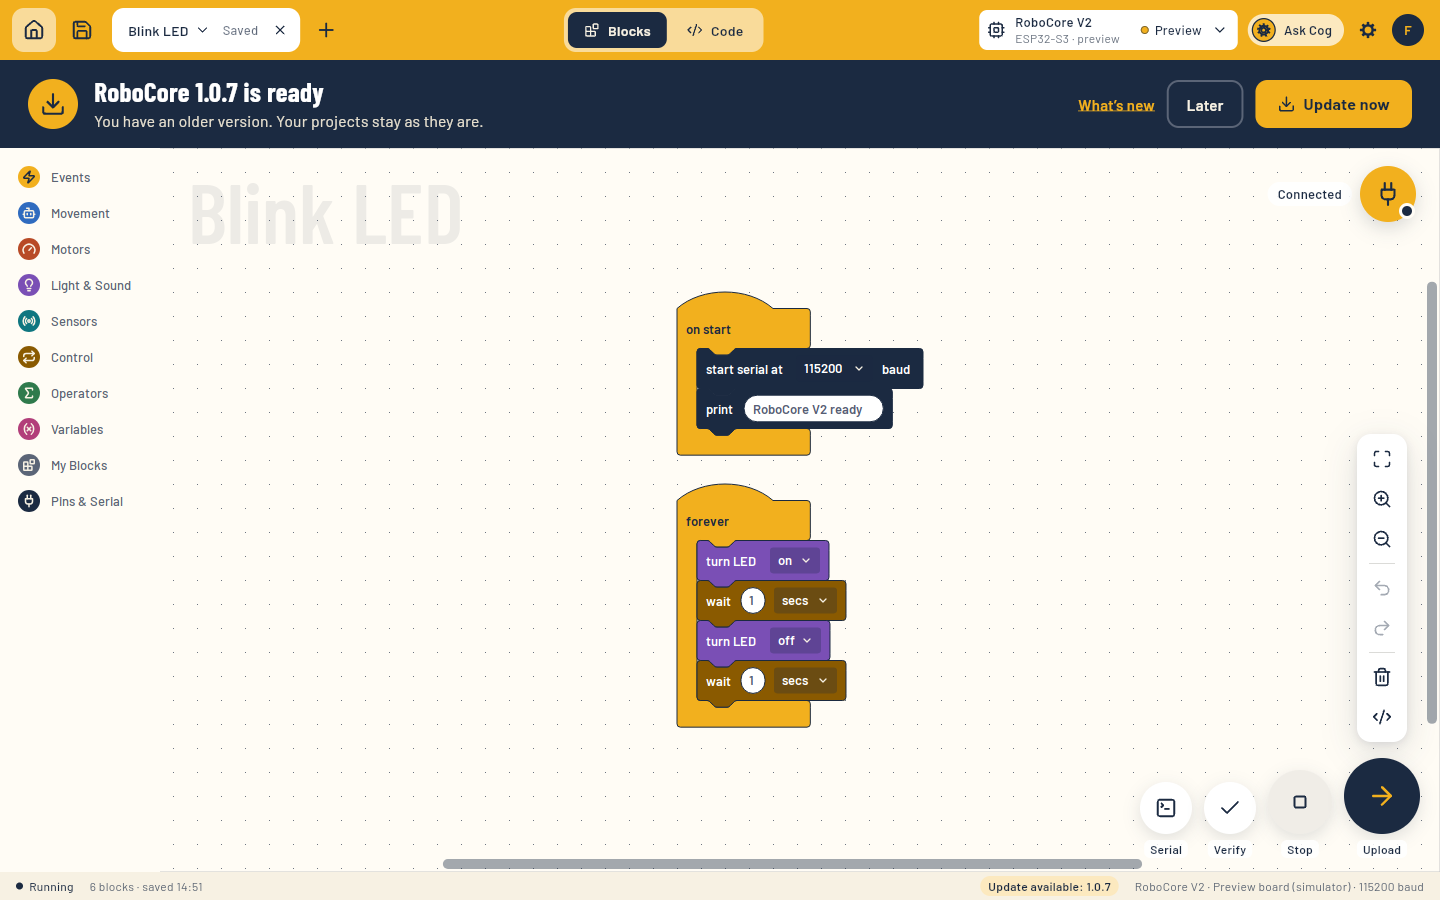 Blink LED
Saved
Blocks
Code
RoboCore V2
ESP32-S3 · preview
Preview
Ask Cog
F
RoboCore 1.0.7 is ready
You have an older version. Your projects stay as they are.
What's new
Later
Update now
Events
Movement
Motors
Light & Sound
Sensors
Control
Operators
Variables
My Blocks
Pins & Serial
Blink LED
Connected
on start
start serial at 115200 baud
print RoboCore V2 ready
forever
turn LED on
wait 1 secs
turn LED off
wait 1 secs
Serial
Verify
Stop
Upload
Running
6 blocks · saved 14:51
Update available: 1.0.7
RoboCore V2 · Preview board (simulator) · 115200 baud